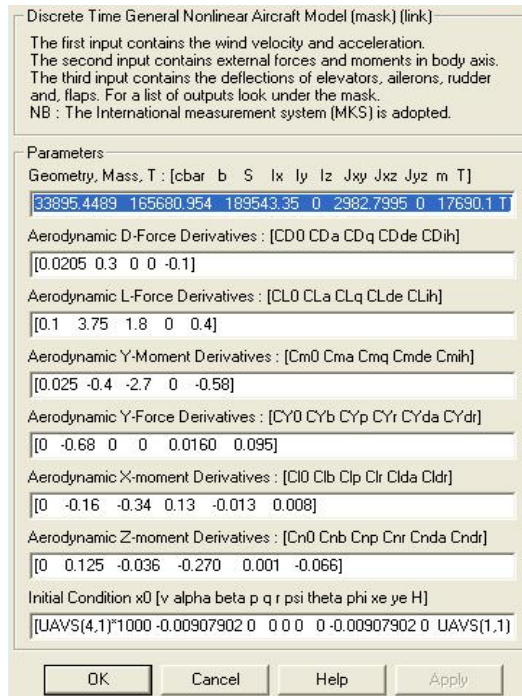 Discrete Time General Nonlinear Aircraft Model (mask) (link)
The first input contains the wind velocity and acceleration.
The second input contains external forces and moments in body axis.
The third input contains the deflections of elevators, ailerons, rudder
and, flaps. For a list of outputs look under the mask.
NB : The International measurement system (MKS) is adopted.
Parameters
Geometry, Mass, T : [cbar b S Ix Iy Iz Jxy Jxz Jyz m T]
33895.4489 165680.954 189543.35 0 2982.7995 0 17690.1 T]
Aerodynamic D-Force Derivatives : [CD0 CDa CDq CDde CDih]
[0.0205 0.3 0 0 -0.1]
Aerodynamic L-Force Derivatives : [CL0 CLa CLq CLde CLih]
[0.1 3.75 1.8 0 0.4]
Aerodynamic Y-Moment Derivatives : [Cm0 Cma Cmq Cmde Cmih]
[0.025 -0.4 -2.7 0 -0.58]
Aerodynamic Y-Force Derivatives : [CY0 CYb CYp CYr CYda CYdr]
[0 -0.68 0 0 0.0160 0.095]
Aerodynamic X-moment Derivatives : [Cl0 Clb Clp Clr Clda Cldr]
[0 -0.16 -0.34 0.13 -0.013 0.008]
Aerodynamic Z-moment Derivatives : [Cn0 Cnb Cnp Cnr Cnda Cndr]
[0 0.125 -0.036 -0.270 0.001 -0.066]
Initial Condition x0 [v alpha beta p q r psi theta phi xe ye H]
[UAVS(4,1)*1000 -0.00907902 0 0 0 0 0 -0.00907902 0 UAVS(1,1)
OK Cancel Help Apply